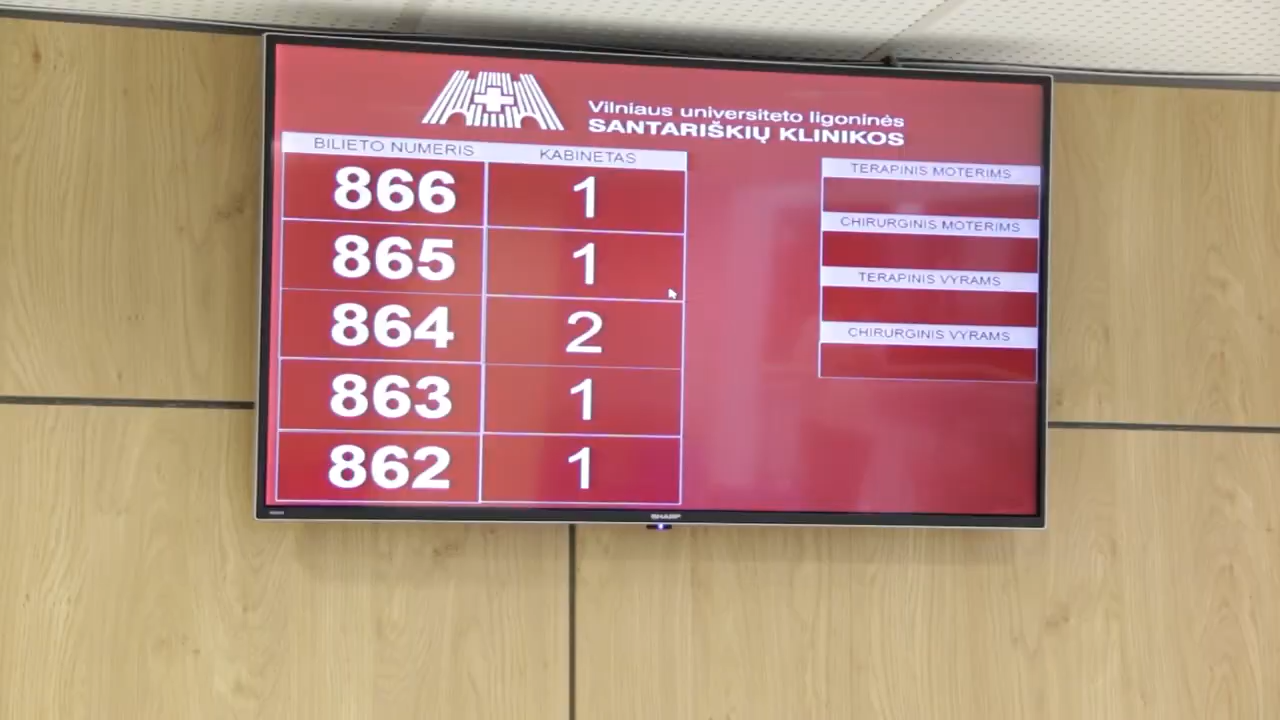 Vilniaus universiteto ligoninės
SANTARIŠKIŲ KLINIKOS
BILIETO NUMERIS KABINETAS
866 1
865 1
864 2
863 1
862 1
TERAPINIS MOTERIMS
CHIRURGINIS MOTERIMS
TERAPINIS VYRAMS
CHIRURGINIS VYRAMS
SHARP